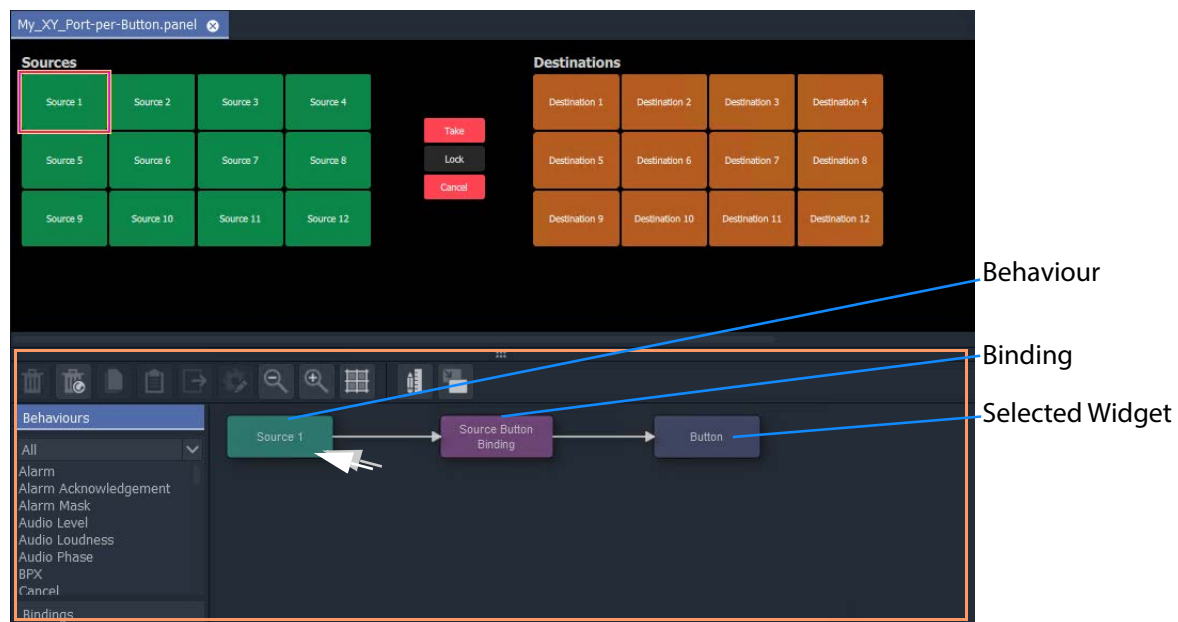 My_XY_Port-per-Button.panel
Sources
Destinations
Source 1 Source 2 Source 3 Source 4
Destination 1 Destination 2 Destination 3 Destination 4
Take
Source 5 Source 6 Source 7 Source 8
Lock
Destination 5 Destination 6 Destination 7 Destination 8
Cancel
Source 9 Source 10 Source 11 Source 12
Destination 9 Destination 10 Destination 11 Destination 12
Behaviour
Binding
Selected Widget
Behaviours
All
Alarm
Alarm Acknowledgement
Alarm Mask
Audio Level
Audio Loudness
Audio Phase
BPX
Cancel
Bindings
Source 1
Source Button
Binding
Button